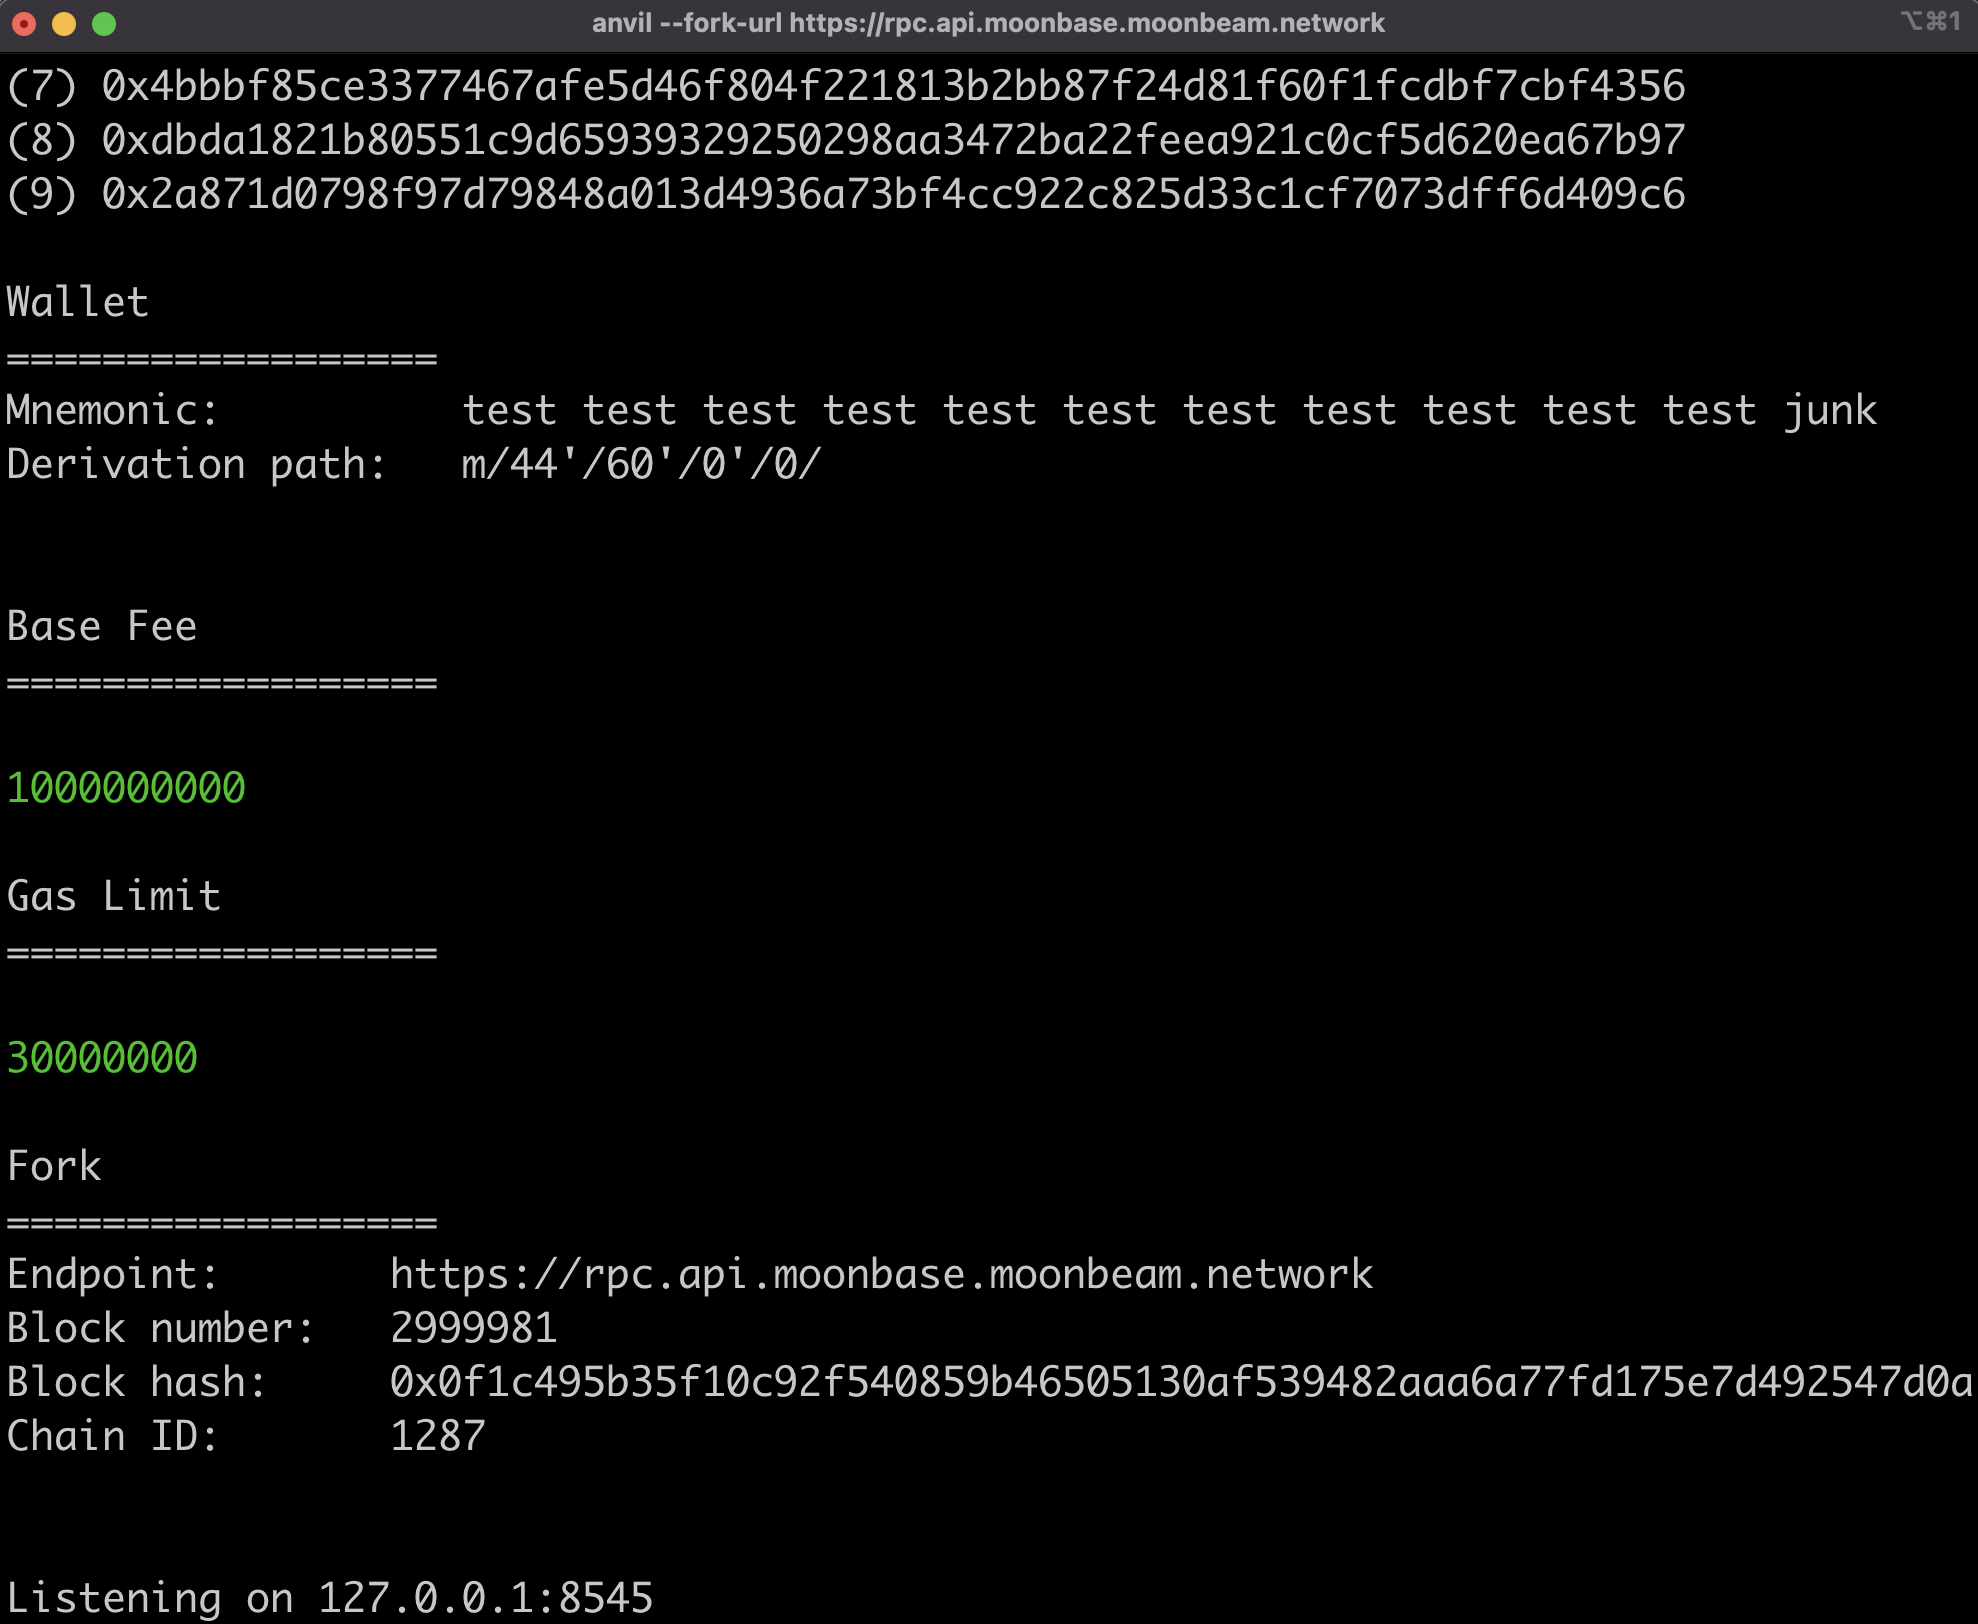 anvil --fork-url https://rpc.api.moonbase.moonbeam.network
⌥⌘1
(7) 0x4bbbf85ce3377467afe5d46f804f221813b2bb87f24d81f60f1fcdbf7cbf4356
(8) 0xdbda1821b80551c9d65939329250298aa3472ba22feea921c0cf5d620ea67b97
(9) 0x2a871d0798f97d79848a013d4936a73bf4cc922c825d33c1cf7073dff6d409c6
Wallet
==================
Mnemonic:          test test test test test test test test test test test junk
Derivation path:   m/44'/60'/0'/0/
Base Fee
==================
1000000000
Gas Limit
==================
30000000
Fork
==================
Endpoint:       https://rpc.api.moonbase.moonbeam.network
Block number:   2999981
Block hash:     0x0f1c495b35f10c92f540859b46505130af539482aaa6a77fd175e7d492547d0a
Chain ID:       1287
Listening on 127.0.0.1:8545